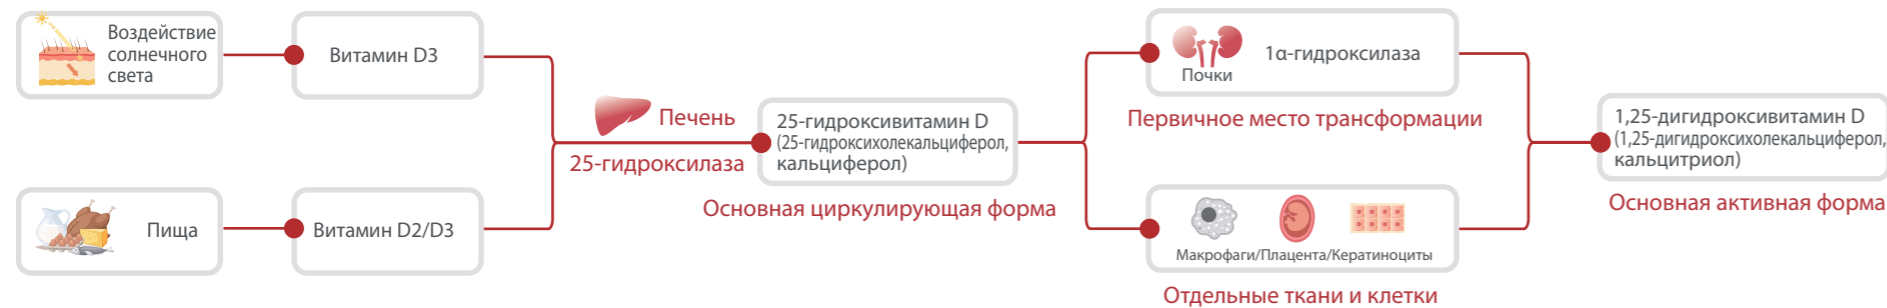 Воздействие
солнечного
света
Витамин D3
Пища
Витамин D2/D3
Печень
25-гидроксилаза
25-гидроксивитамин D
(25-гидроксихолекальциферол,
кальциферол)
Основная циркулирующая форма
Почки
1α-гидроксилаза
Первичное место трансформации
Макрофаги/Плацента/Кератиноциты
Отдельные ткани и клетки
1,25-дигидроксивитамин D
(1,25-дигидроксихолекальциферол,
кальцитриол)
Основная активная форма